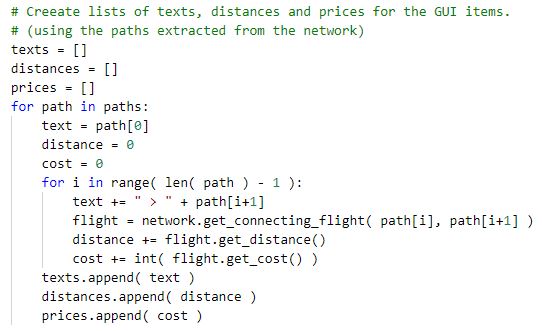 # Creeate lists of texts, distances and prices for the GUI items.
# (using the paths extracted from the network)
texts = []
distances = []
prices = []
for path in paths:
    text = path[0]
    distance = 0
    cost = 0
    for i in range( len( path ) - 1 ):
        text += " > " + path[i+1]
        flight = network.get_connecting_flight( path[i], path[i+1] )
        distance += flight.get_distance()
        cost += int( flight.get_cost() )
    texts.append( text )
    distances.append( distance )
    prices.append( cost )